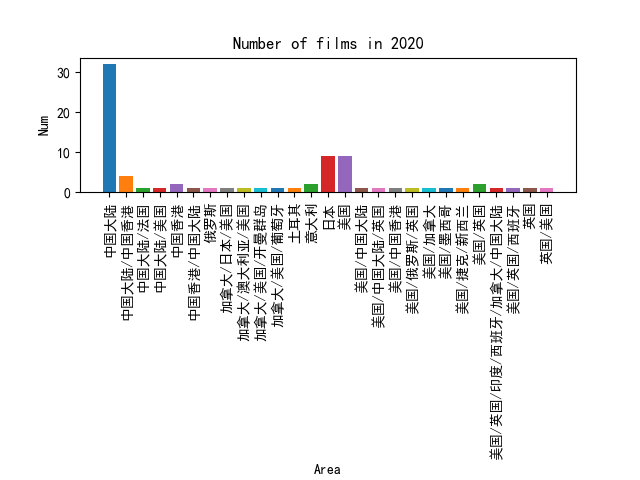 Number of films in 2020
Num
30
20
10
0
中国大陆
中国大陆/中国香港
中国大陆/法国
中国大陆/美国
中国香港
中国香港/中国大陆
俄罗斯
加拿大/日本/美国
加拿大/澳大利亚/美国
加拿大/美国/开曼群岛
加拿大/美国/葡萄牙
土耳其
意大利
日本
美国
美国/中国大陆
美国/中国大陆/英国
美国/中国香港
美国/俄罗斯/英国
美国/加拿大
美国/墨西哥
美国/捷克/新西兰
美国/英国
美国/英国/印度/西班牙/加拿大/中国大陆
美国/英国/西班牙
英国
英国/美国
Area